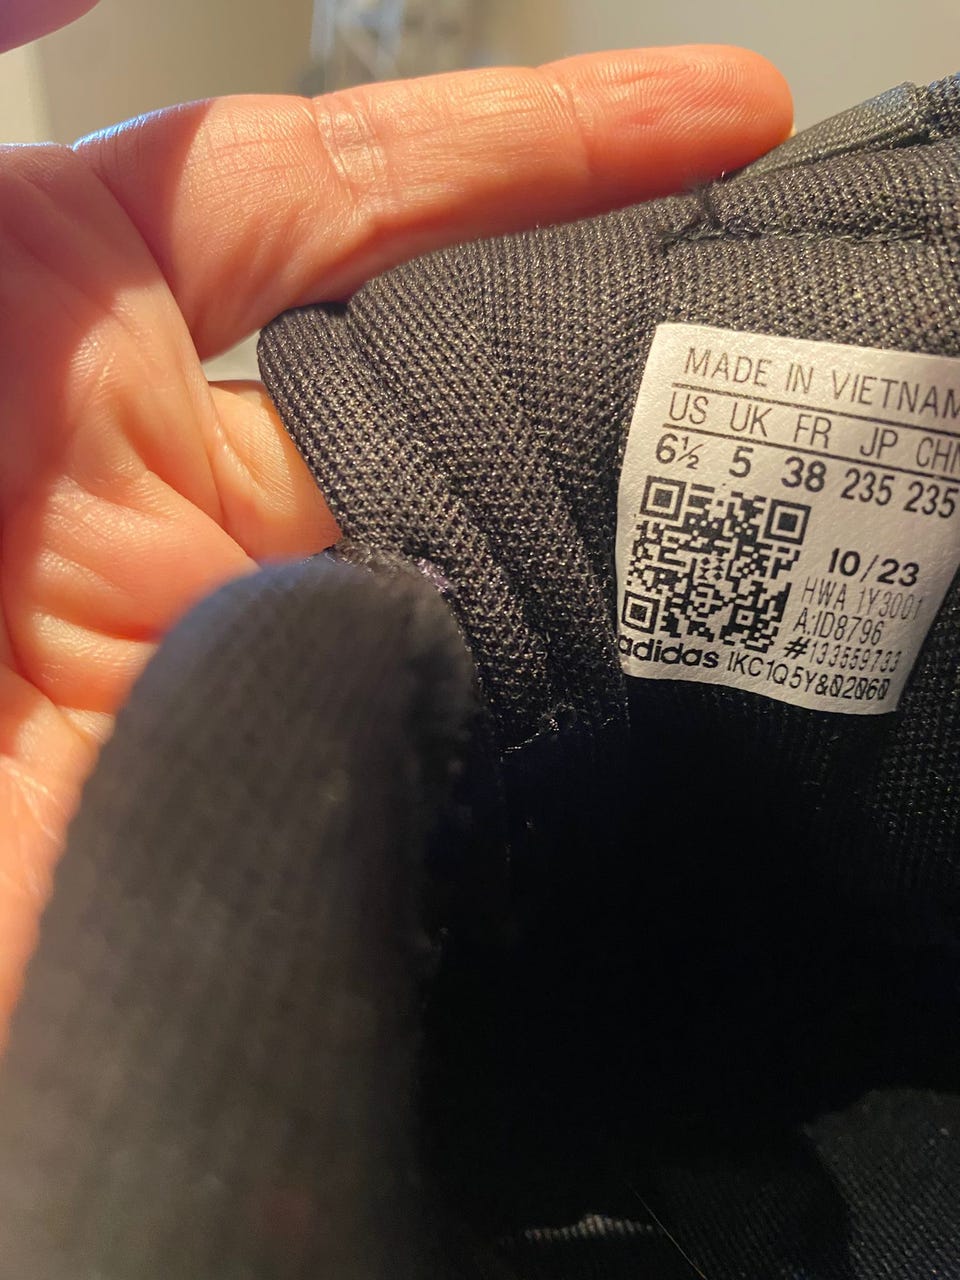 MADE IN VIETNAM
US UK FR JP CHN
6½ 5 38 235 235
10/23
HWA 1Y3001
A:ID8796
#133559733
adidas 1KC1Q5Y&02060